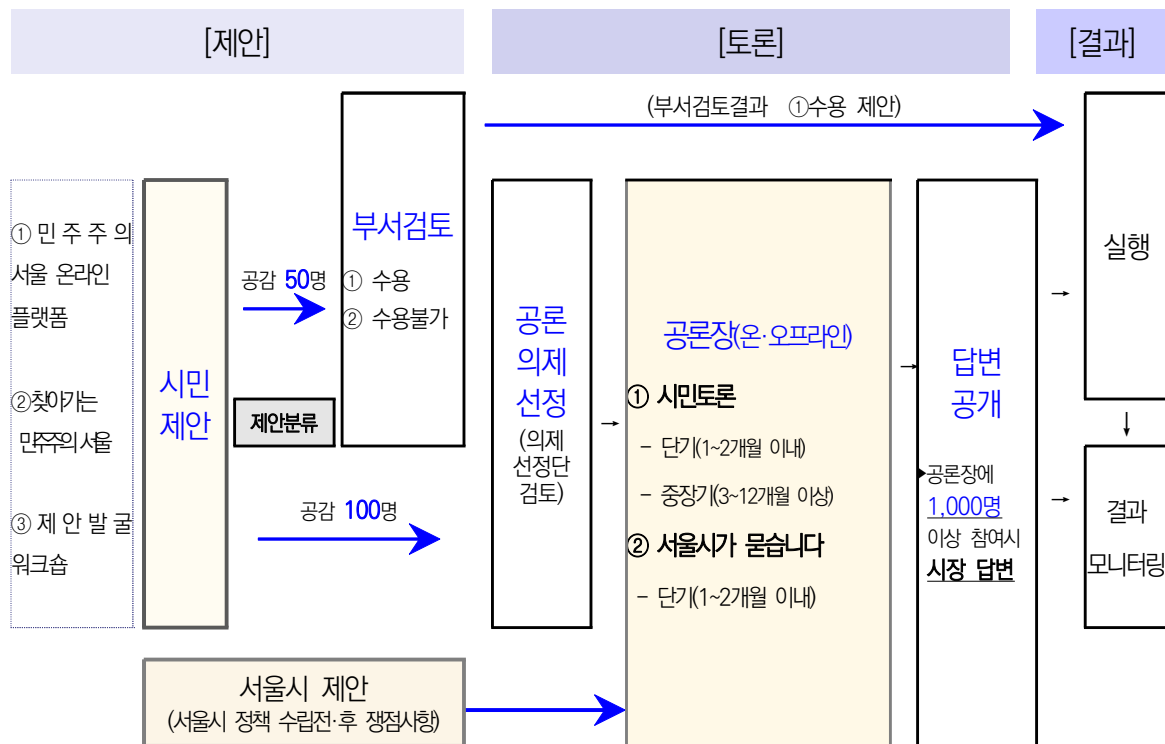 [제안]
[토론]
[결과]
(부서검토결과 ①수용 제안)
① 민 주 주 의
서울 온라인
플랫폼
②찾아가는
민주주의 서울
③ 제 안 발 굴
워크숍
시민
제안
공감 50명
제안분류
공감 100명
부서검토
① 수용
② 수용불가
공론
의제
선정
(의제
선정단
검토)
→
공론장(온·오프라인)
① 시민토론
- 단기(1~2개월 이내)
- 중장기(3~12개월 이상)
② 서울시가 묻습니다
- 단기(1~2개월 이내)
→
답변
공개
▶공론장에
1,000명
이상 참여시
시장 답변
→
→
실행
↓
결과
모니터링
서울시 제안
(서울시 정책 수립전·후 쟁점사항)